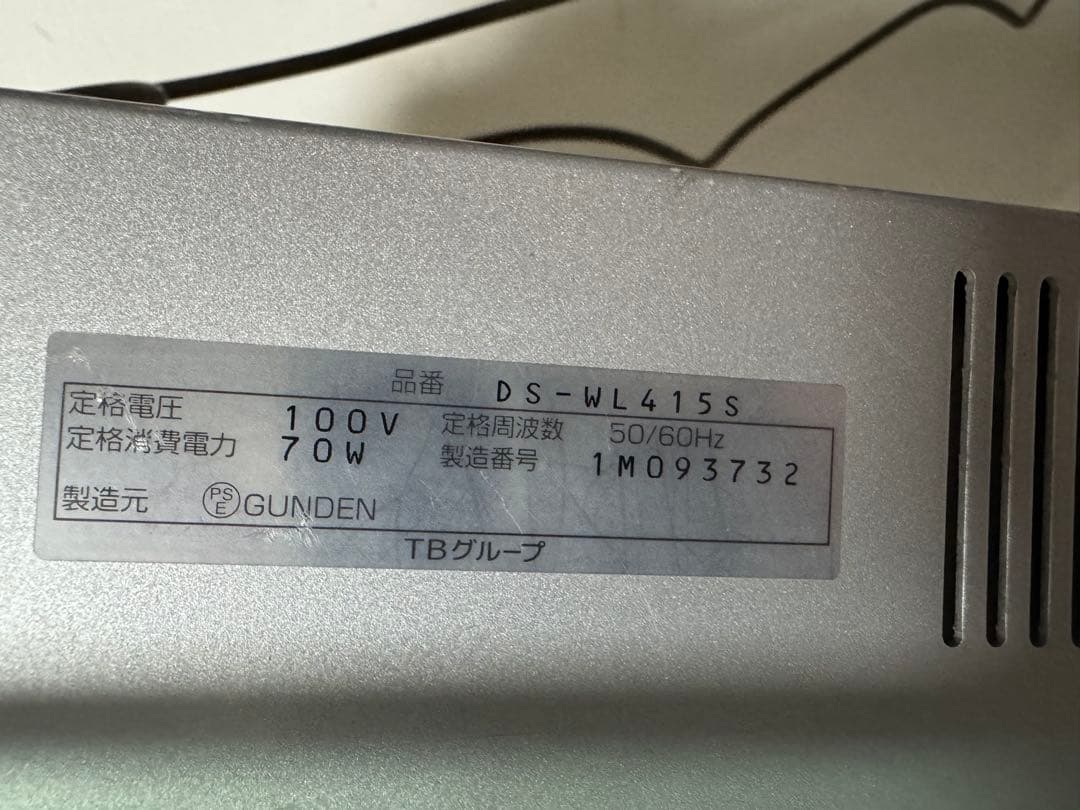 品番 DS-WL415S
定格電圧 100V 定格周波数 50/60Hz
定格消費電力 70W 製造番号 1M093732
製造元 PSE GUNDEN
TBグループ